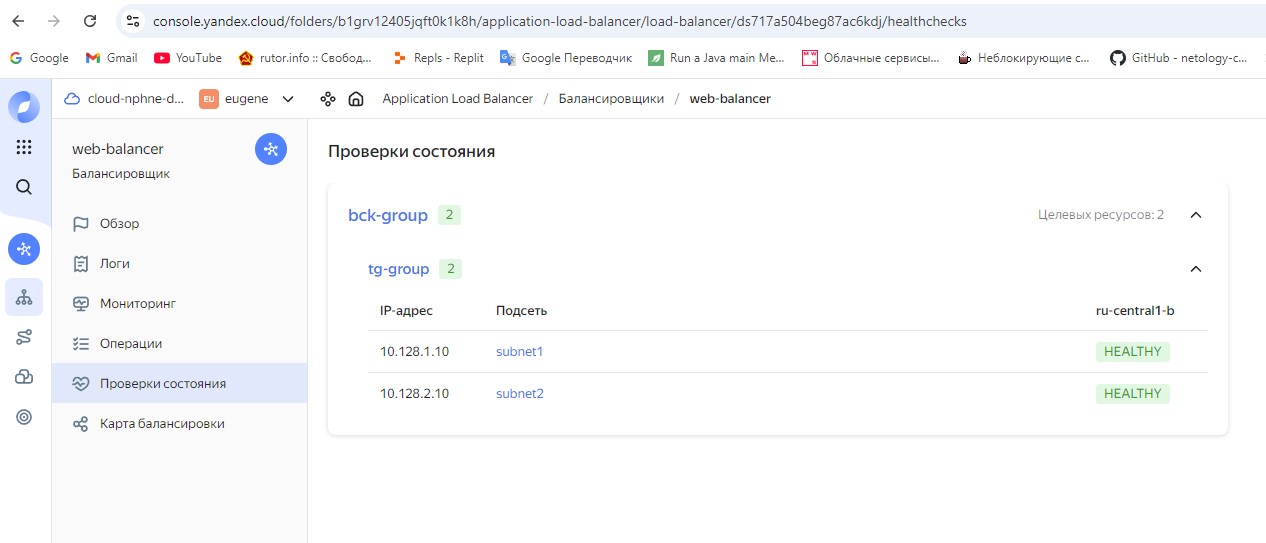 console.yandex.cloud/folders/b1grv12405jqft0k1k8h/application-load-balancer/load-balancer/ds717a504beg87ac6kdj/healthchecks
Google Gmail YouTube rutor.info :: Свобод... Repls - Replit Google Переводчик Run a Java main Me... Облачные сервисы... Неблокирующие с... GitHub - netology-c...
cloud-nphne-d... EU eugene Application Load Balancer / Балансировщики / web-balancer
web-balancer
Балансировщик
Обзор
Логи
Мониторинг
Операции
Проверки состояния
Карта балансировки
Проверки состояния
bck-group 2 Целевых ресурсов: 2
tg-group 2
IP-адрес Подсеть ru-central1-b
10.128.1.10 subnet1 HEALTHY
10.128.2.10 subnet2 HEALTHY